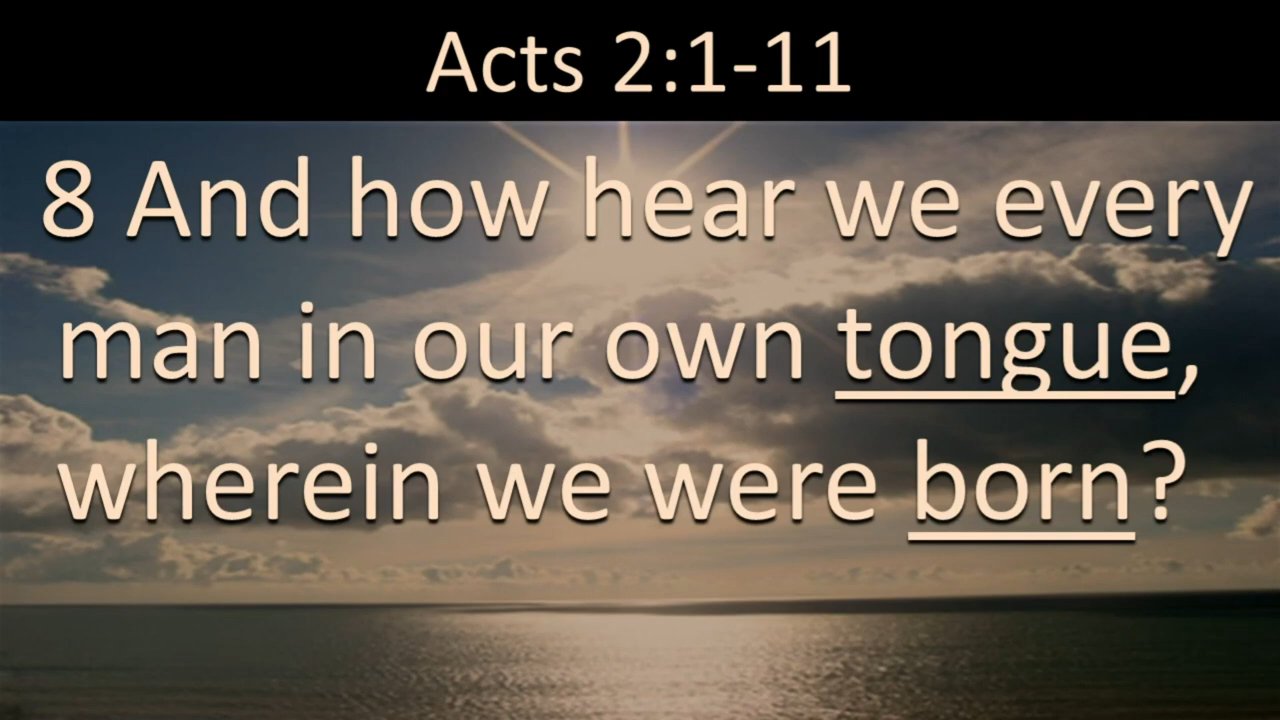 Acts 2:1-11
8 And how hear we every
man in our own tongue,
wherein we were born?